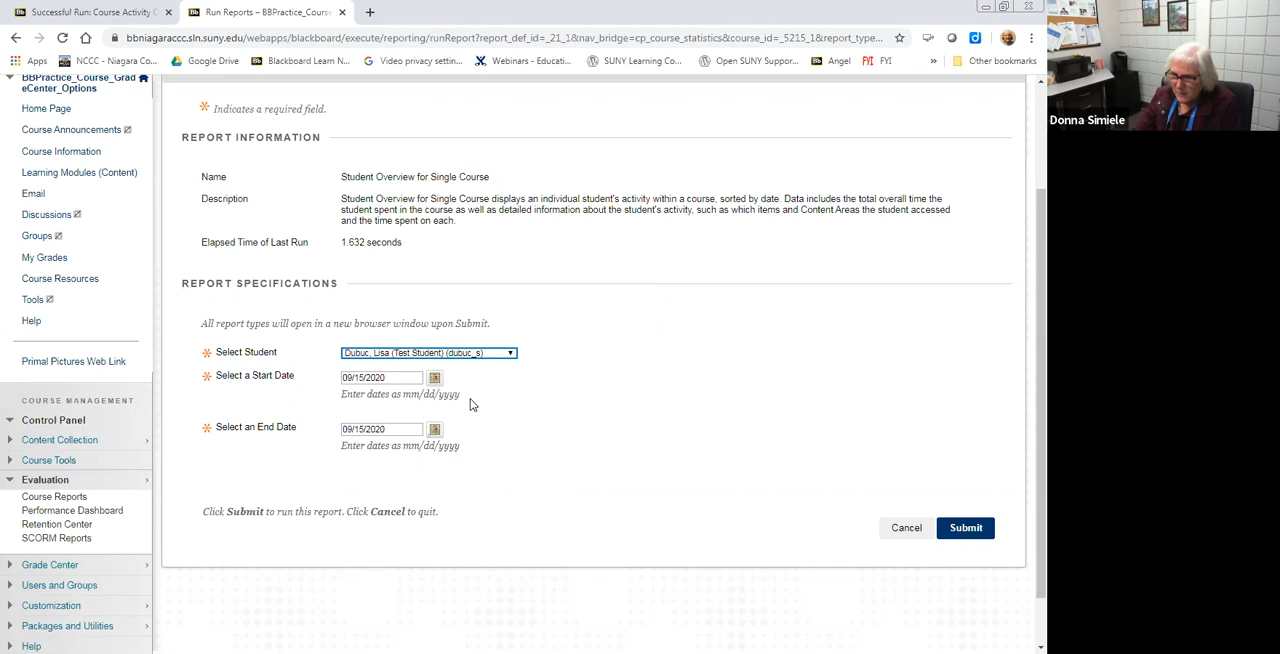 Successful Run: Course Activity C
Run Reports – BBPractice_Course
bbniagaraccc.sln.suny.edu/webapps/blackboard/execute/reporting/runReport?report_def_id=_21_1&nav_bridge=cp_course_statistics&course_id=_5215_1&report_type...
Apps
NCCC - Niagara Co...
Google Drive
Blackboard Learn N...
Video privacy settin...
Webinars - Educati...
SUNY Learning Co...
Open SUNY Suppor...
Angel
FYI
»
Other bookmarks
BBPractice_Course_Grad
eCenter_Options
Home Page
Course Announcements
Course Information
Learning Modules (Content)
Email
Discussions
Groups
My Grades
Course Resources
Tools
Help
Primal Pictures Web Link
COURSE MANAGEMENT
Control Panel
Content Collection
Course Tools
Evaluation
Course Reports
Performance Dashboard
Retention Center
SCORM Reports
Grade Center
Users and Groups
Customization
Packages and Utilities
Help
Indicates a required field.
REPORT INFORMATION
Name Student Overview for Single Course
Description Student Overview for Single Course displays an individual student's activity within a course, sorted by date. Data includes the total overall time the
student spent in the course as well as detailed information about the student's activity, such as which items and Content Areas the student accessed
and the time spent on each.
Elapsed Time of Last Run 1.632 seconds
REPORT SPECIFICATIONS
All report types will open in a new browser window upon Submit.
Select Student Dubuc, Lisa (Test Student) (dubuc_s)
Select a Start Date 09/15/2020
Enter dates as mm/dd/yyyy
Select an End Date 09/15/2020
Enter dates as mm/dd/yyyy
Click Submit to run this report. Click Cancel to quit.
Cancel Submit
Donna Simiele